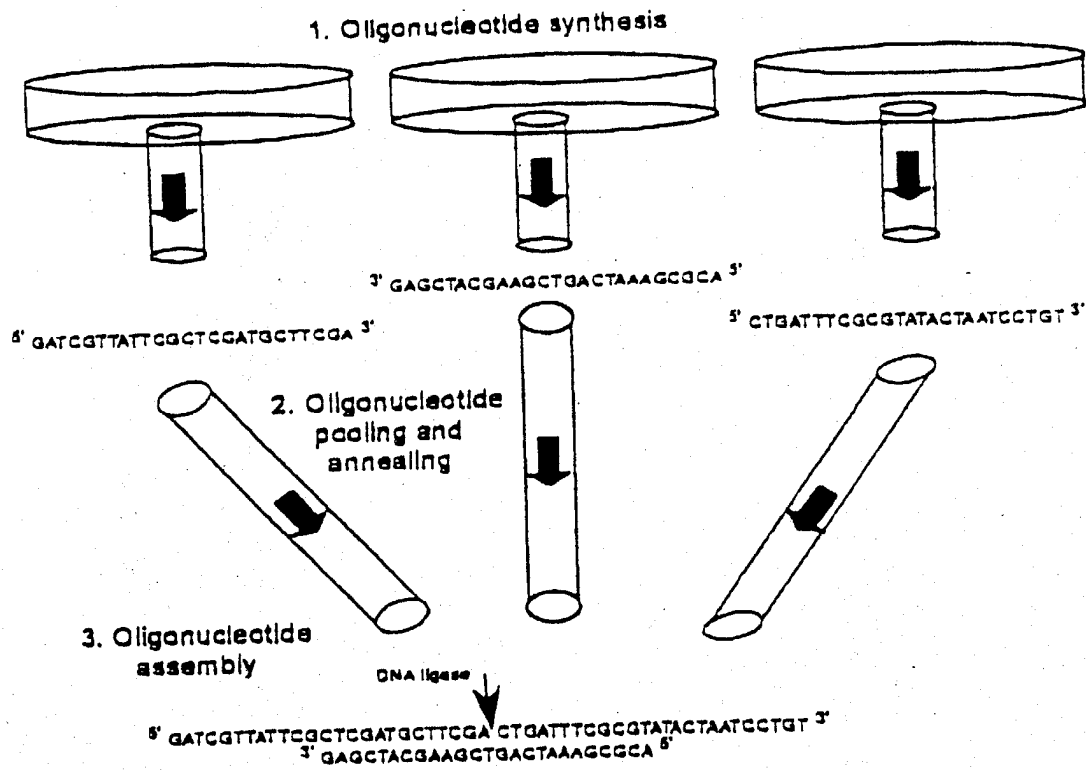 1. Oligonucleotide synthesis
3' GAGCTACGAAGCTGACTAAAGCGCA 5'
5' GATCGTTATTCGCTCGATGCTTCGA 3'
5' CTGATTTCGCGTATACTAATCCTGT 3'
2. Oligonucleotide
pooling and
annealing
3. Oligonucleotide
assembly
DNA ligase
5' GATCGTTATTCGCTCGATGCTTCGA CTGATTTCGCGTATACTAATCCTGT 3'
3' GAGCTACGAAGCTGACTAAAGCGCA 5'